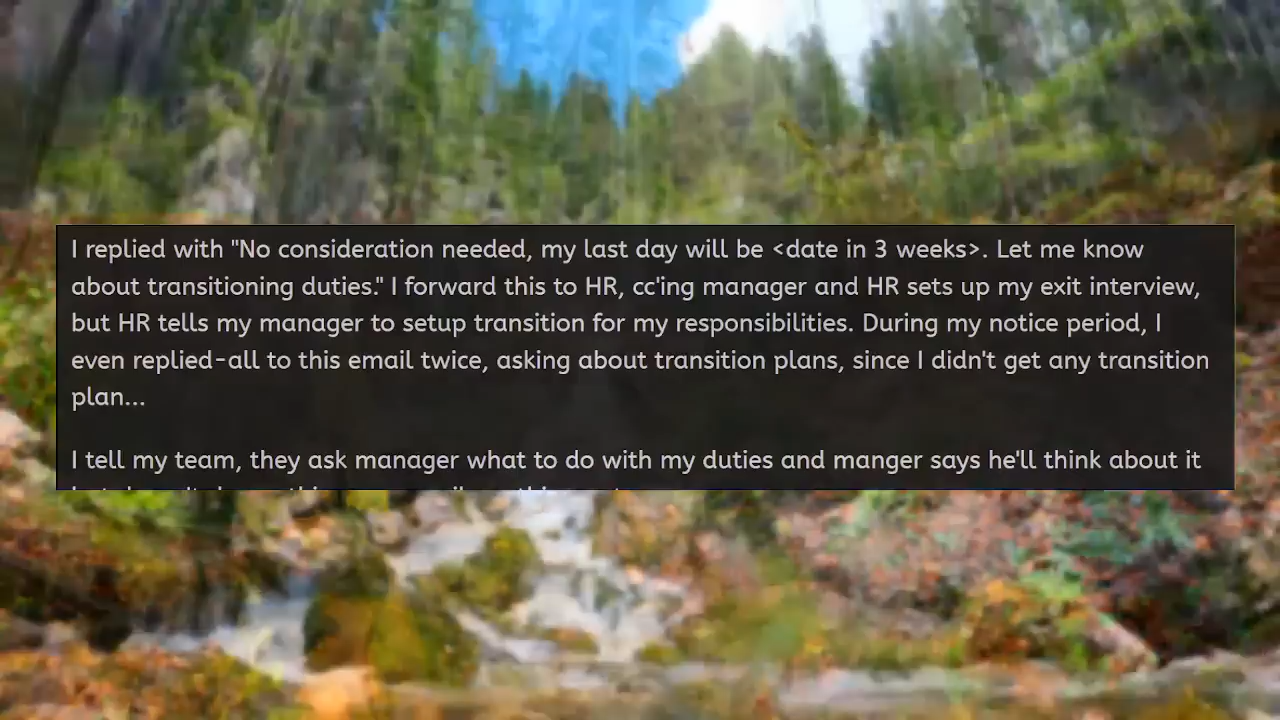 I replied with "No consideration needed, my last day will be <date in 3 weeks>. Let me know
about transitioning duties." I forward this to HR, cc'ing manager and HR sets up my exit interview,
but HR tells my manager to setup transition for my responsibilities. During my notice period, I
even replied-all to this email twice, asking about transition plans, since I didn't get any transition
plan...
I tell my team, they ask manager what to do with my duties and manger says he'll think about it